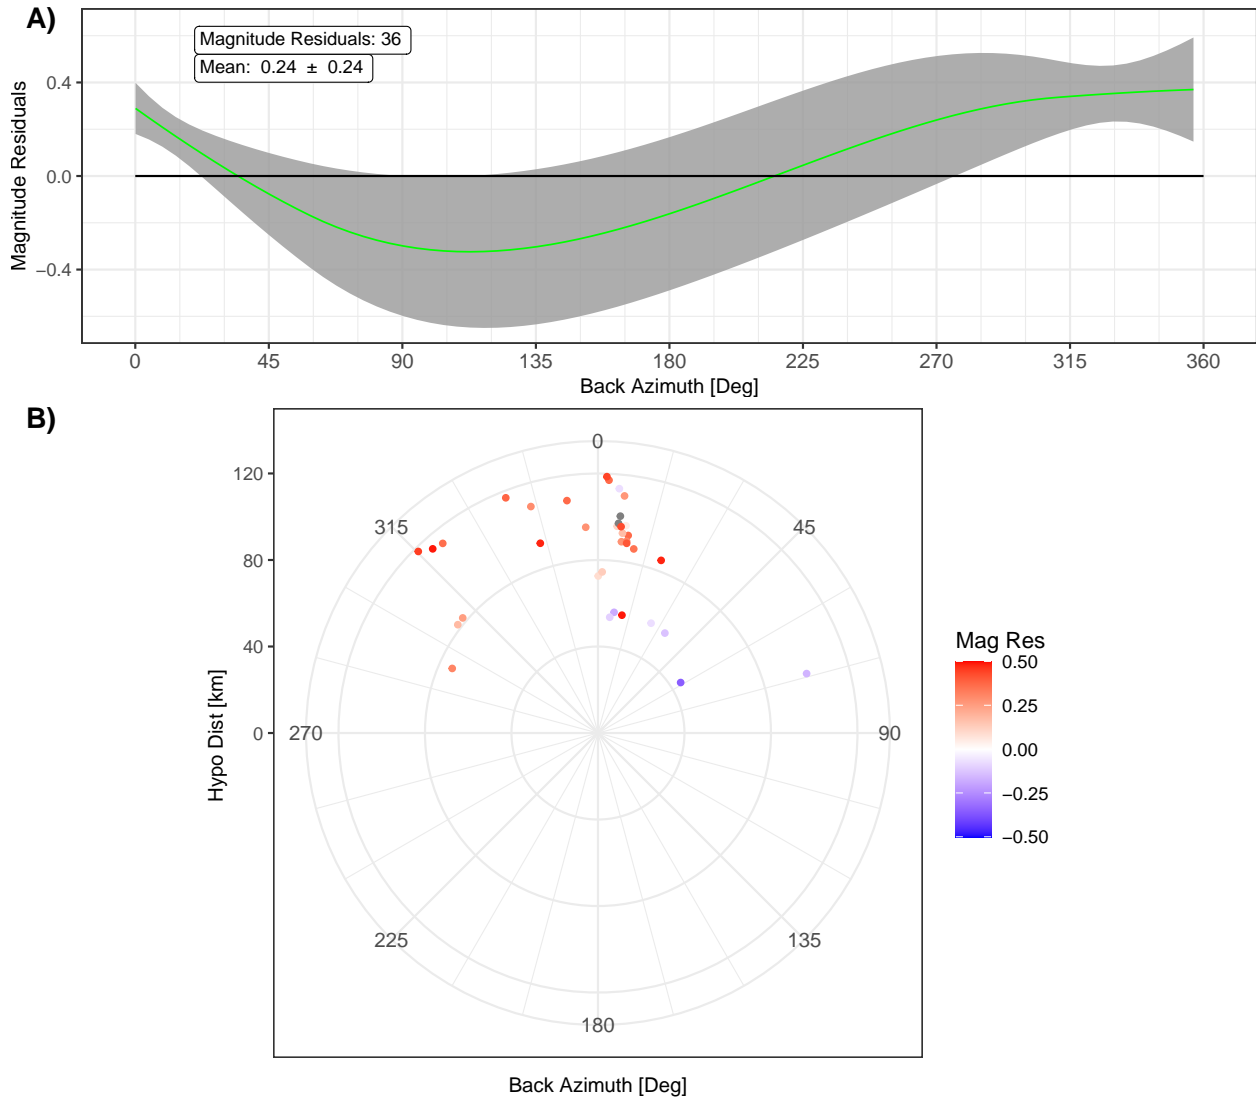 A)
Magnitude Residuals: 36
Mean: 0.24 ± 0.24
Magnitude Residuals
0.4
0.0
−0.4
0 45 90 135 180 225 270 315 360
Back Azimuth [Deg]
B)
0
120
315 45
80
40
Mag Res
0.50
0.25
0.00
−0.25
−0.50
Hypo Dist [km]
0 270 90
225 135
180
Back Azimuth [Deg]